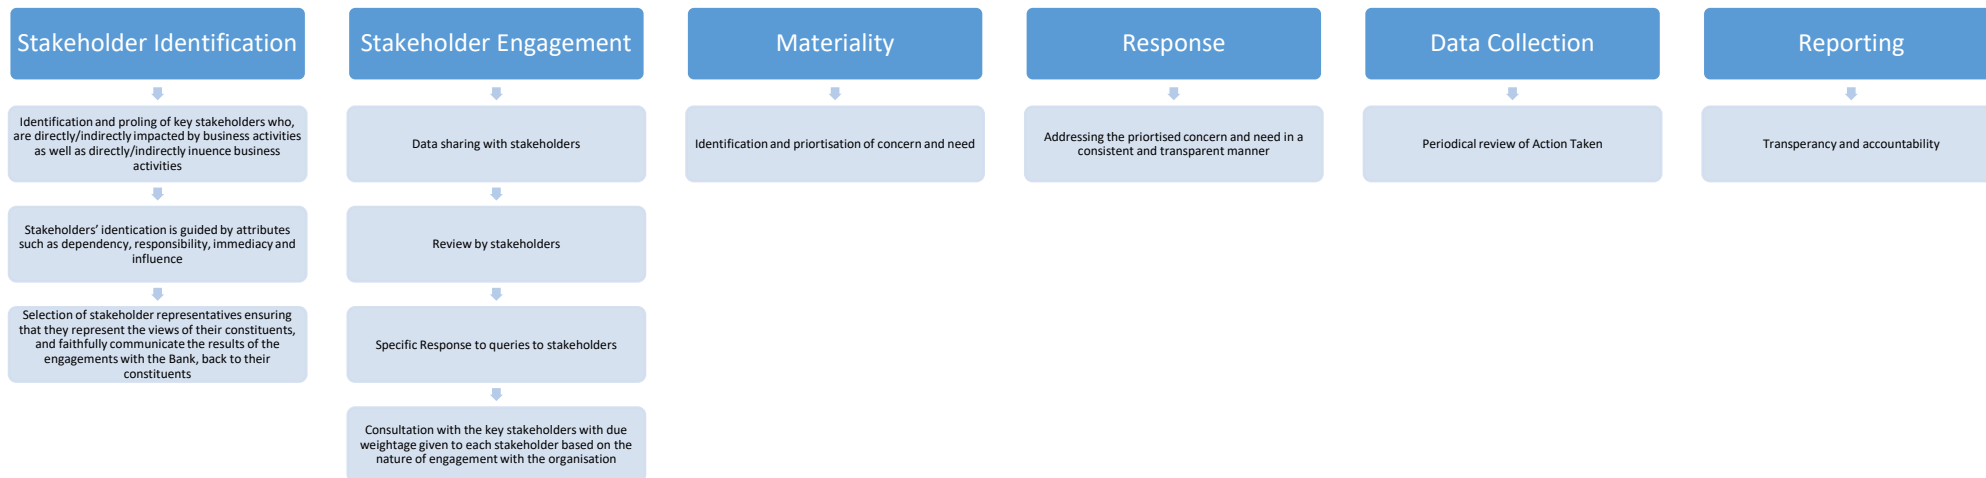 Stakeholder Identification
Identification and proling of key stakeholders who,
are directly/indirectly impacted by business activities
as well as directly/indirectly inuence business
activities
Stakeholders’ identication is guided by attributes
such as dependency, responsibility, immediacy and
influence
Selection of stakeholder representatives ensuring
that they represent the views of their constituents,
and faithfully communicate the results of the
engagements with the Bank, back to their
constituents
Stakeholder Engagement
Data sharing with stakeholders
Review by stakeholders
Specific Response to queries to stakeholders
Consultation with the key stakeholders with due
weightage given to each stakeholder based on the
nature of engagement with the organisation
Materiality
Identification and priortisation of concern and need
Response
Addressing the priortised concern and need in a
consistent and transparent manner
Data Collection
Periodical review of Action Taken
Reporting
Transperancy and accountability